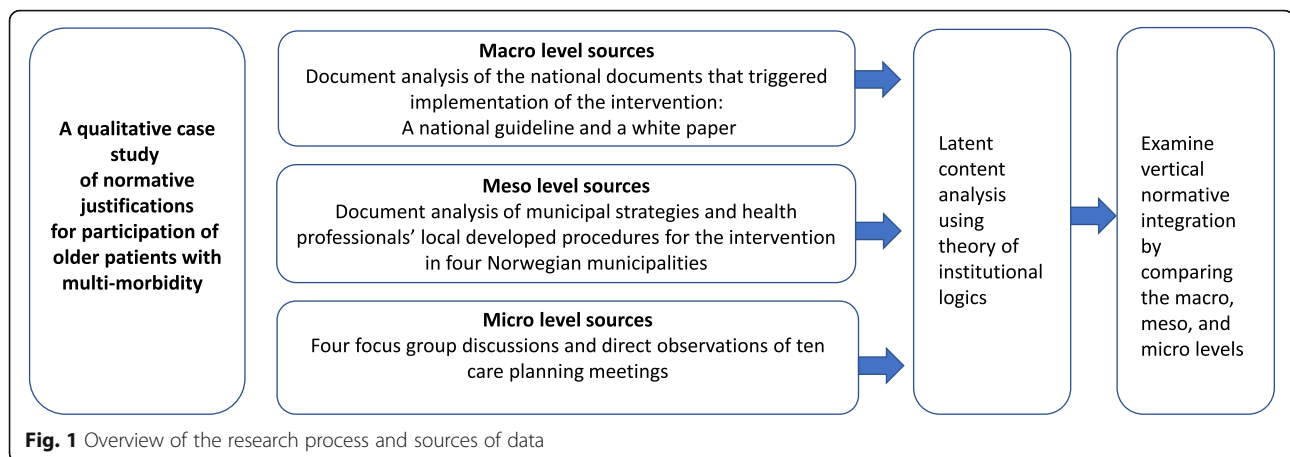 A qualitative case
study
of normative
justifications
for participation of
older patients with
multi-morbidity
Macro level sources
Document analysis of the national documents that triggered
implementation of the intervention:
A national guideline and a white paper
Meso level sources
Document analysis of municipal strategies and health
professionals’ local developed procedures for the intervention
in four Norwegian municipalities
Micro level sources
Four focus group discussions and direct observations of ten
care planning meetings
Latent
content
analysis
using
theory of
institutional
logics
Examine
vertical
normative
integration
by
comparing
the macro,
meso, and
micro levels
Fig. 1 Overview of the research process and sources of data